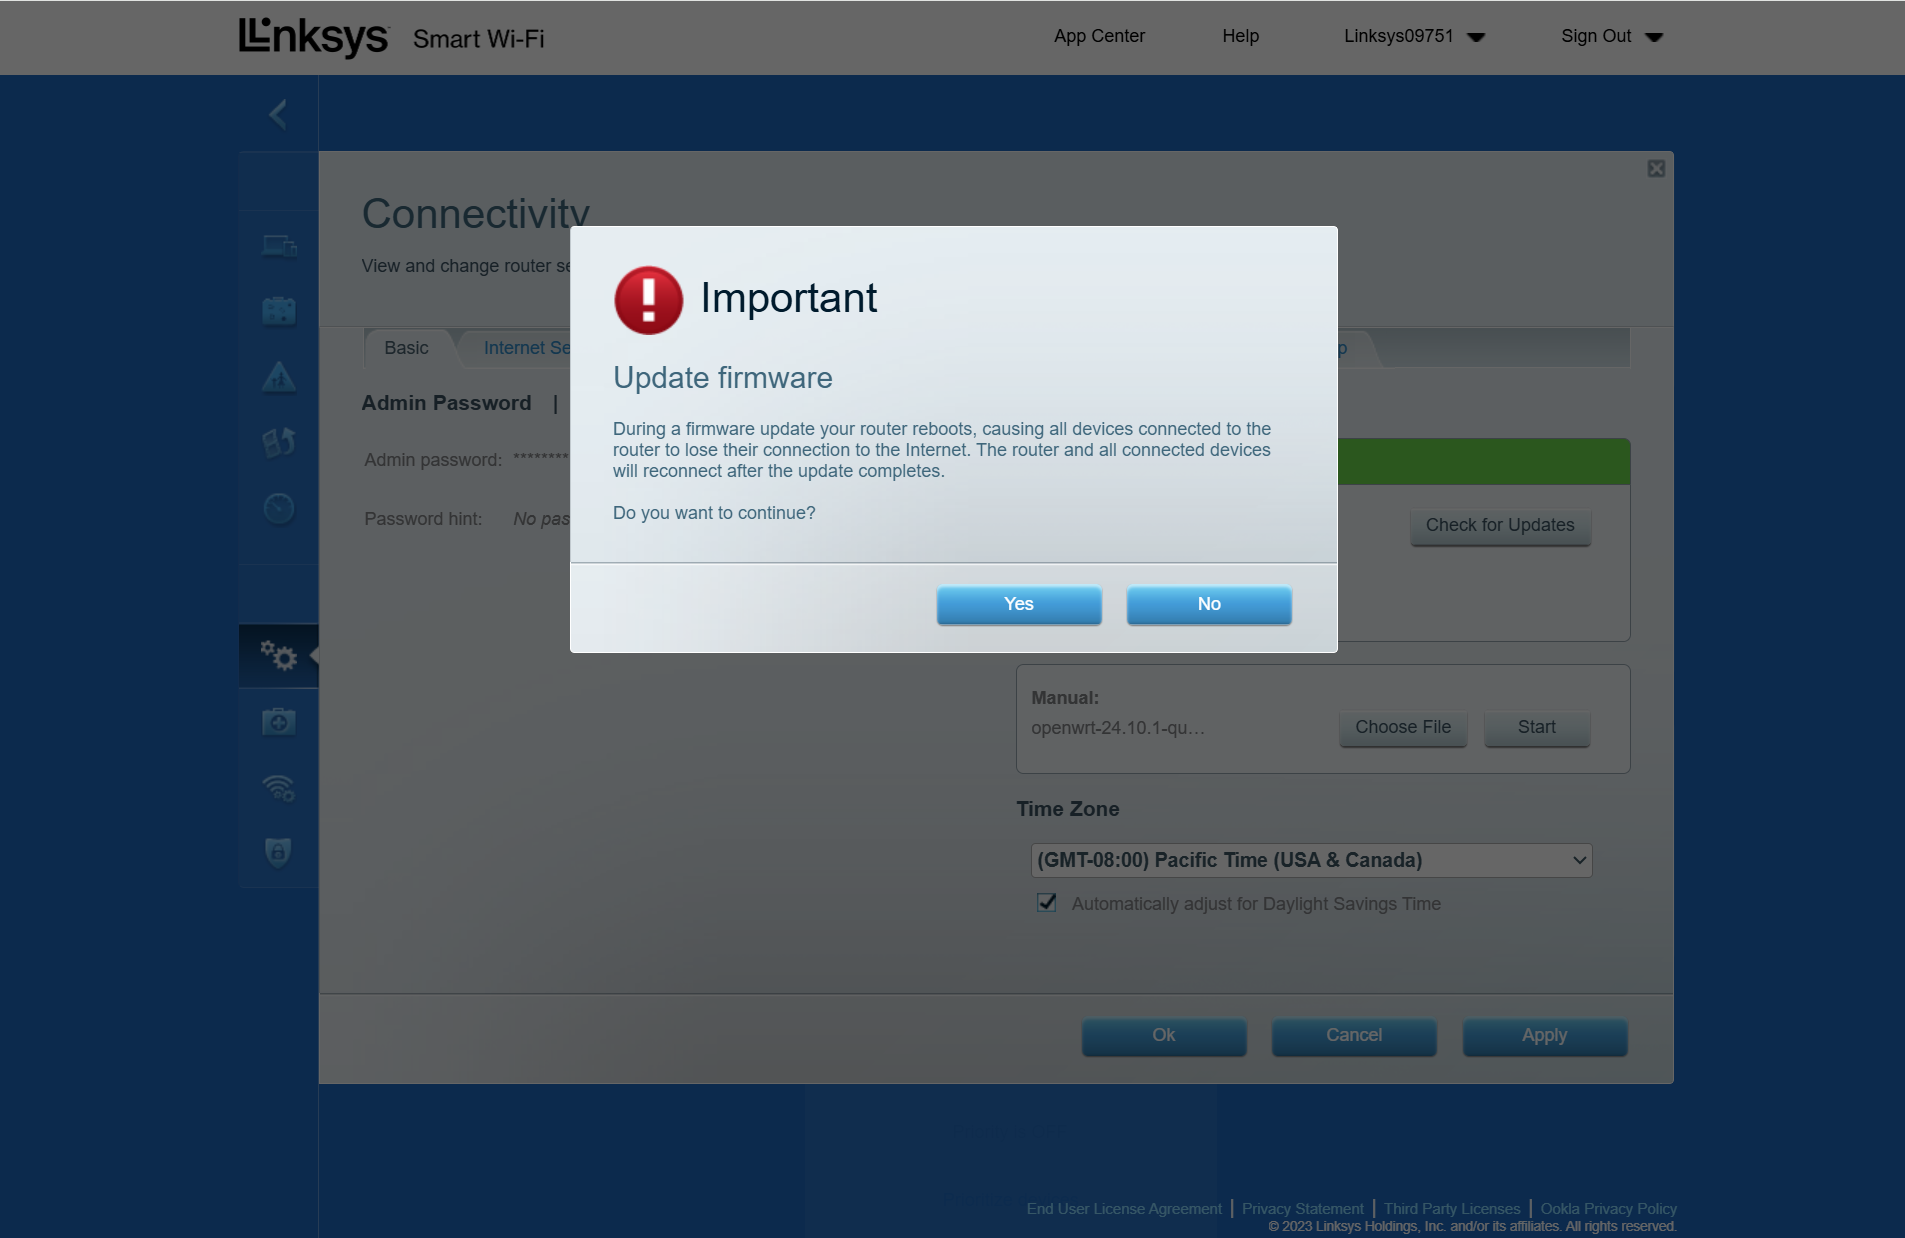 Linksys Smart Wi-Fi App Center Help Linksys09751 Sign Out
Connectivity
View and change router se
Important
Basic Internet Se p
Update firmware
Admin Password |
During a firmware update your router reboots, causing all devices connected to the
router to lose their connection to the Internet. The router and all connected devices
will reconnect after the update completes.
Admin password: ********
Password hint: No pas
Do you want to continue?
Check for Updates
Yes No
Manual:
openwrt-24.10.1-qu… Choose File Start
Time Zone
(GMT-08:00) Pacific Time (USA & Canada)
Automatically adjust for Daylight Savings Time
Ok Cancel Apply
End User License Agreement | Privacy Statement | Third Party Licenses | Ookla Privacy Policy
© 2023 Linksys Holdings, Inc. and/or its affiliates. All rights reserved.